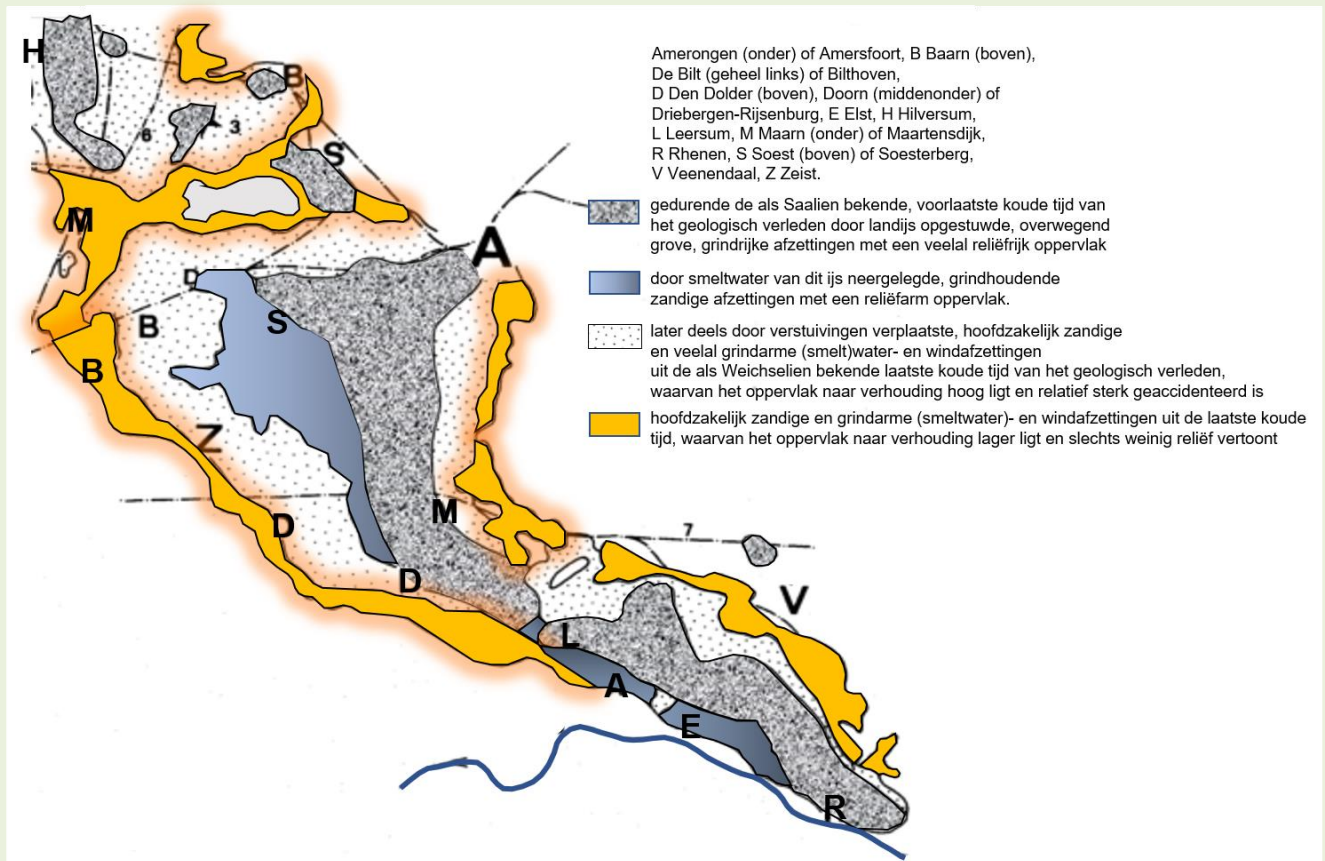 Amerongen (onder) of Amersfoort, B Baarn (boven),
De Bilt (geheel links) of Bilthoven,
D Den Dolder (boven), Doorn (middenonder) of
Driebergen-Rijsenburg, E Elst, H Hilversum,
L Leersum, M Maarn (onder) of Maartensdijk,
R Rhenen, S Soest (boven) of Soesterberg,
V Veenendaal, Z Zeist.
gedurende de als Saalien bekende, voorlaatste koude tijd van
het geologisch verleden door landijs opgestuwde, overwegend
grove, grindrijke afzettingen met een veelal reliëfrijk oppervlak
door smeltwater van dit ijs neergelegde, grindhoudende
zandige afzettingen met een reliëfarm oppervlak.
later deels door verstuivingen verplaatste, hoofdzakelijk zandige
en veelal grindarme (smelt)water- en windafzettingen
uit de als Weichselien bekende laatste koude tijd van het geologisch verleden,
waarvan het oppervlak naar verhouding hoog ligt en relatief sterk geaccidenteerd is
hoofdzakelijk zandige en grindarme (smeltwater)- en windafzettingen uit de laatste koude
tijd, waarvan het oppervlak naar verhouding lager ligt en slechts weinig reliëf vertoont
H
B
6
3
S
M
A
D
B
S
B
Z
M
D
7
D
V
L
A
E
R